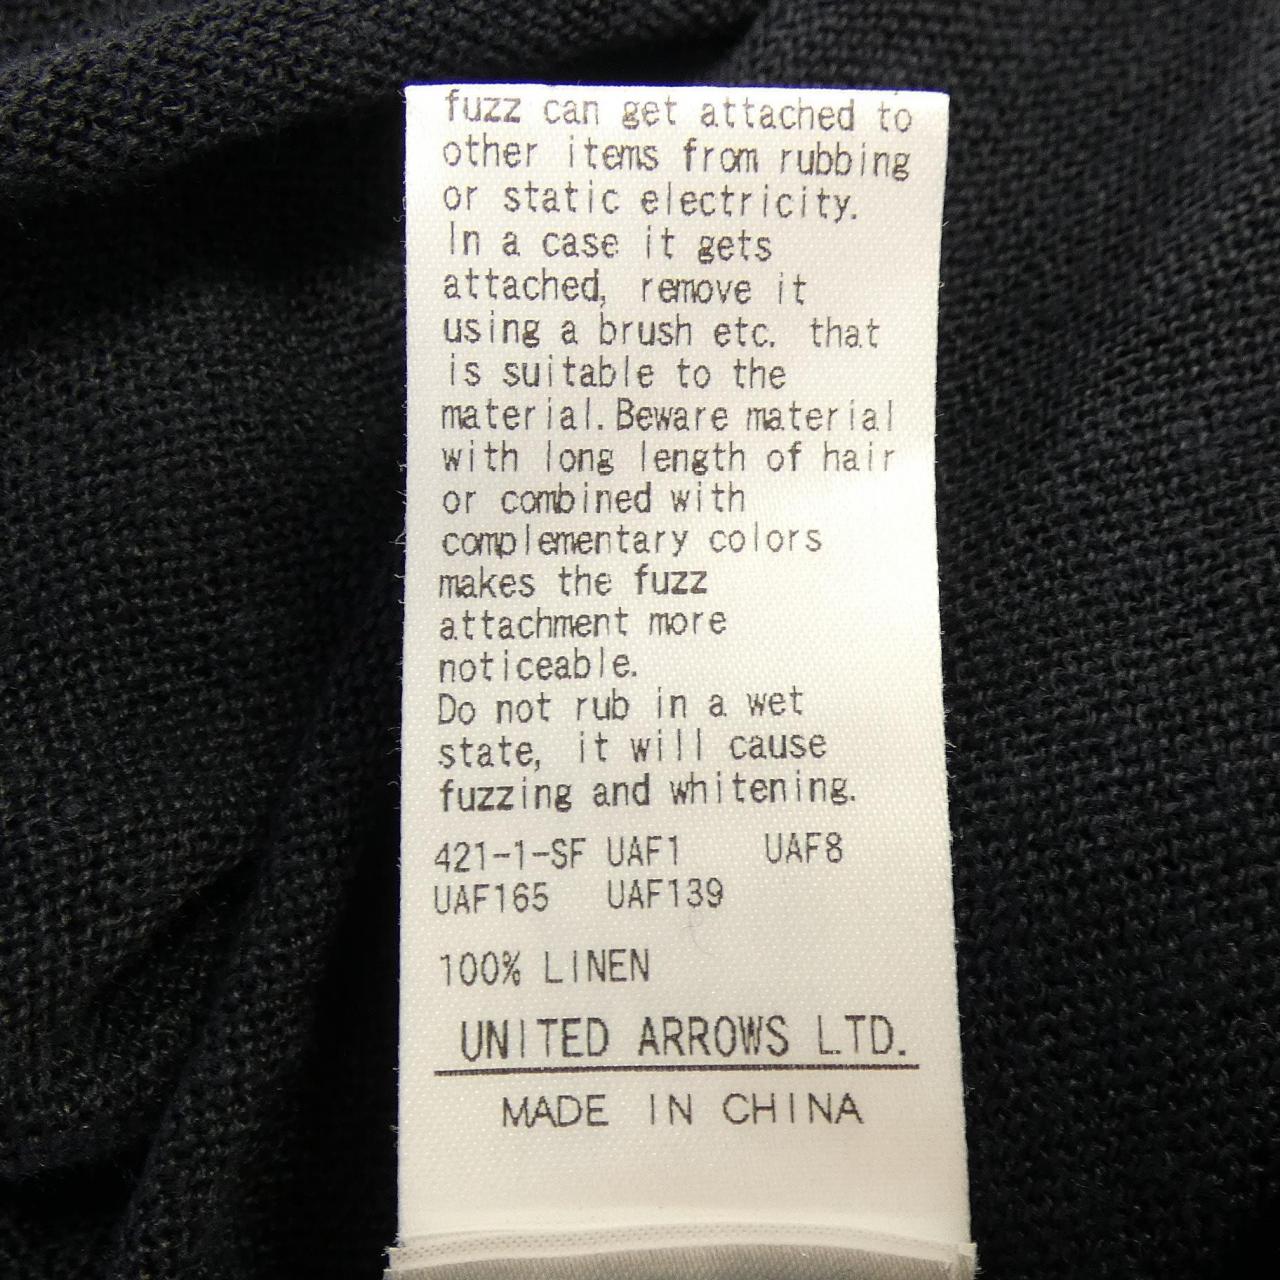 fuzz can get attached to
other items from rubbing
or static electricity.
In a case it gets
attached, remove it
using a brush etc. that
is suitable to the
material. Beware material
with long length of hair
or combined with
complementary colors
makes the fuzz
attachment more
noticeable.
Do not rub in a wet
state, it will cause
fuzzing and whitening.
421-1-SF UAF1 UAF8
UAF165 UAF139
100% LINEN
UNITED ARROWS LTD.
MADE IN CHINA